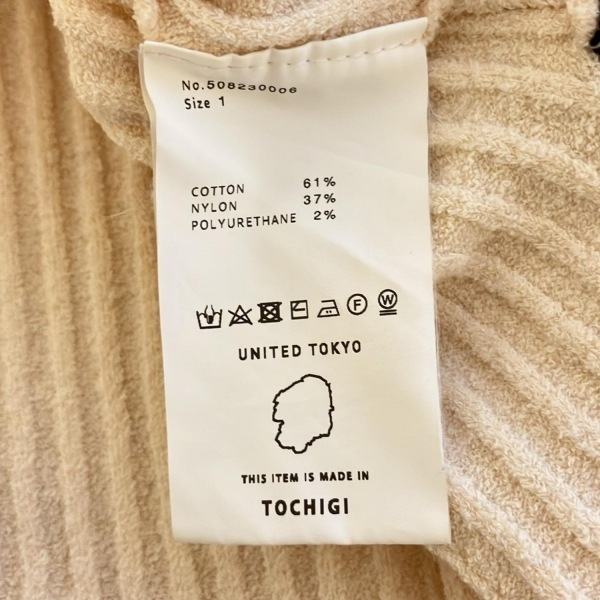 No.508230006
Size 1
COTTON 61%
NYLON 37%
POLYURETHANE 2%
UNITED TOKYO
THIS ITEM IS MADE IN
TOCHIGI